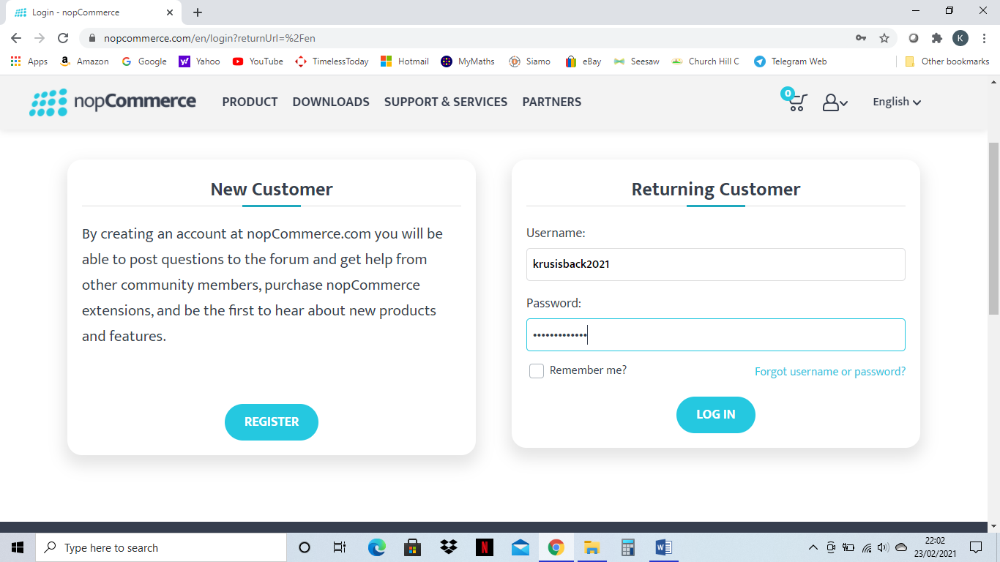 Login - nopCommerce
nopcommerce.com/en/login?returnUrl=%2Fen
K
Apps
Amazon
Google
Yahoo
YouTube
TimelessToday
Hotmail
MyMaths
Siamo
eBay
Seesaw
Church Hill C
Telegram Web
Other bookmarks
nopCommerce
PRODUCT
DOWNLOADS
SUPPORT & SERVICES
PARTNERS
0
English
New Customer
By creating an account at nopCommerce.com you will be
able to post questions to the forum and get help from
other community members, purchase nopCommerce
extensions, and be the first to hear about new products
and features.
REGISTER
Returning Customer
Username:
krusisback2021
Password:
•••••••••••••
Remember me?
Forgot username or password?
LOG IN
Type here to search
22:02
23/02/2021